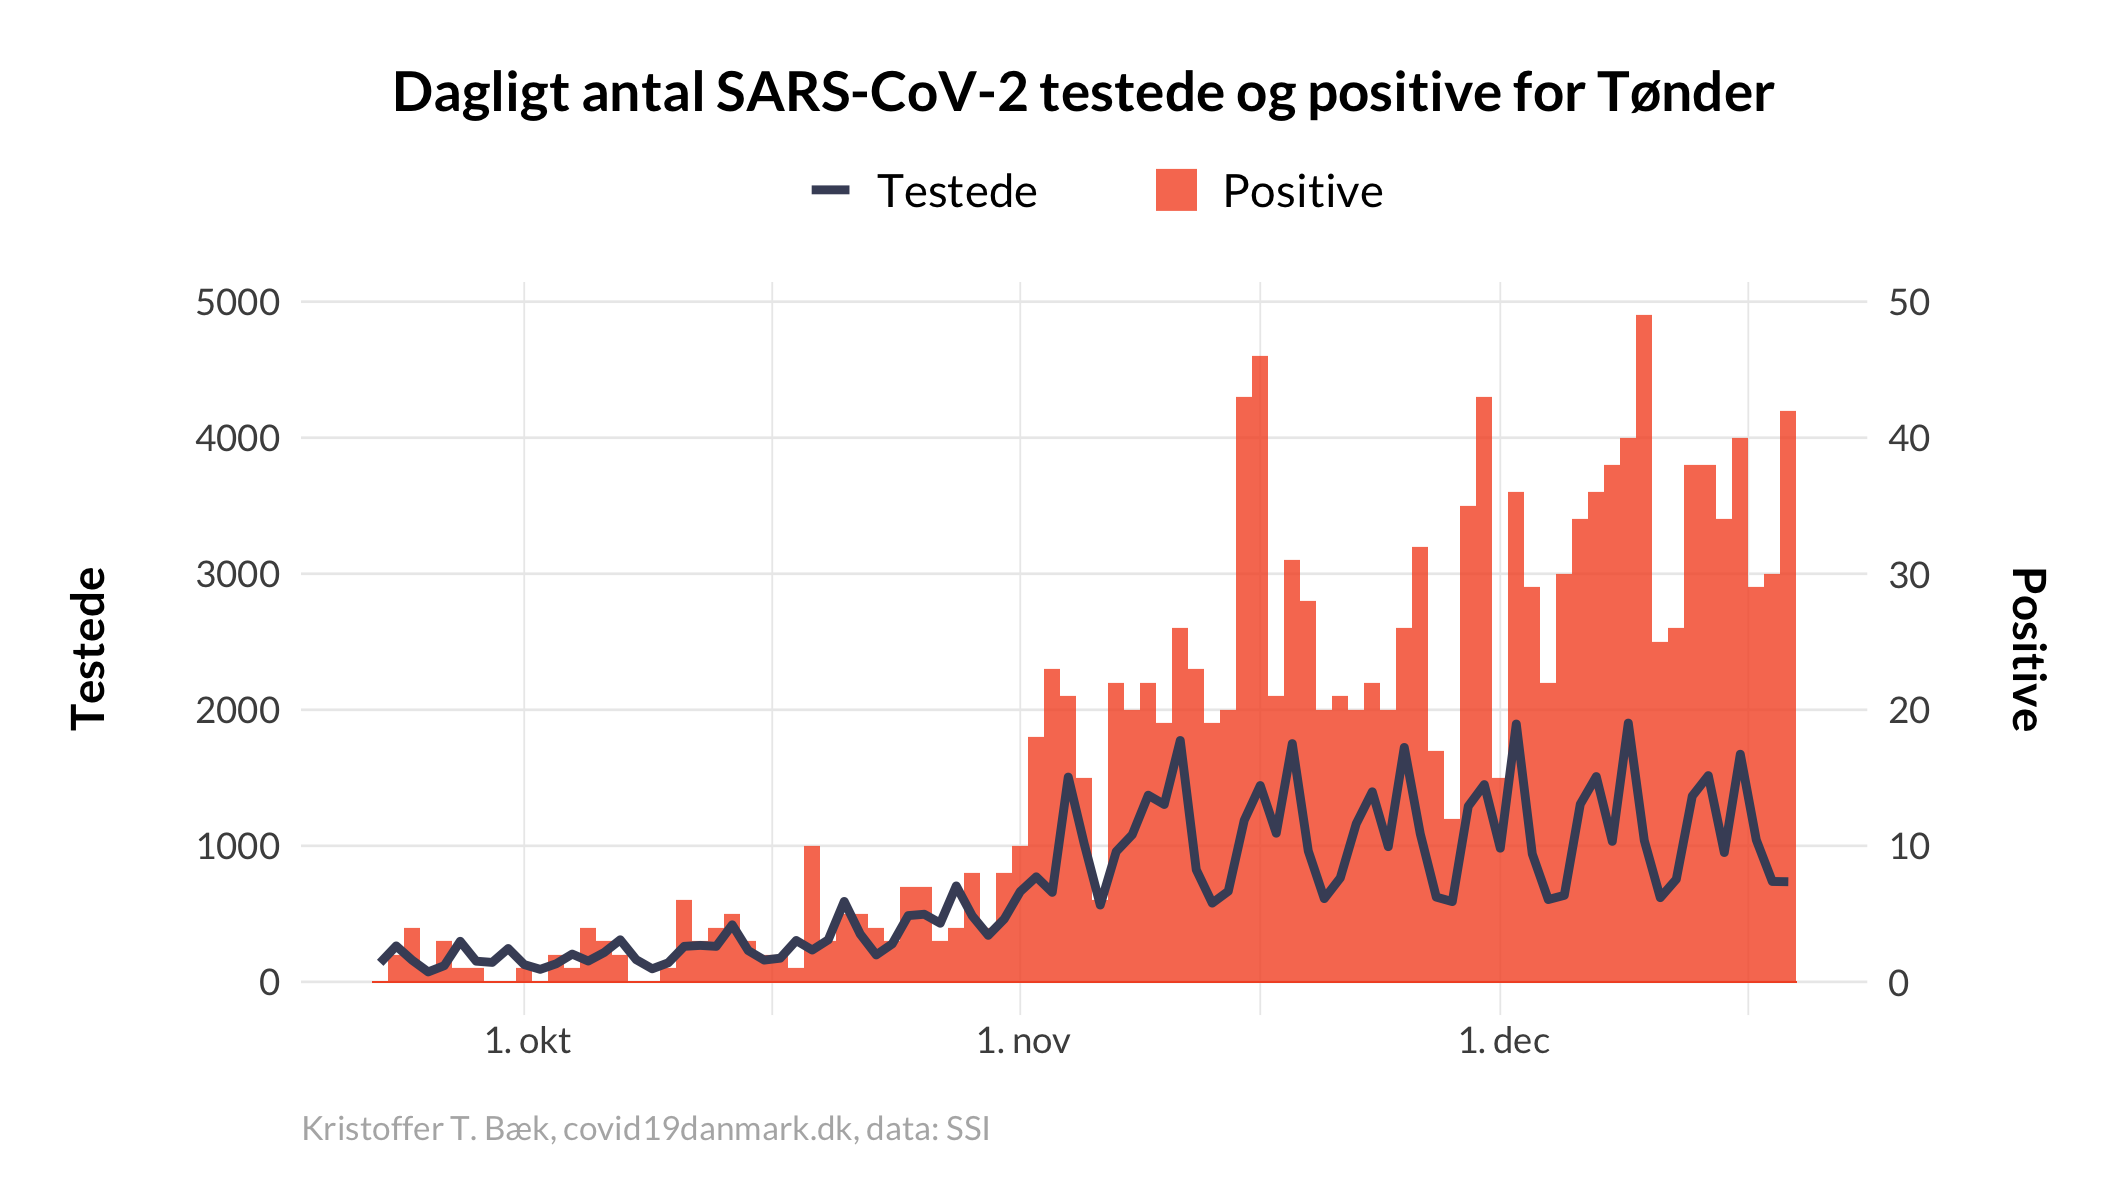 Dagligt antal SARS-CoV-2 testede og positive for Tønder
Testede
Positive
5000
4000
3000
2000
1000
0
Testede
50
40
30
20
10
0
Positive
1. okt
1. nov
1. dec
Kristoffer T. Bæk, covid19danmark.dk, data: SSI